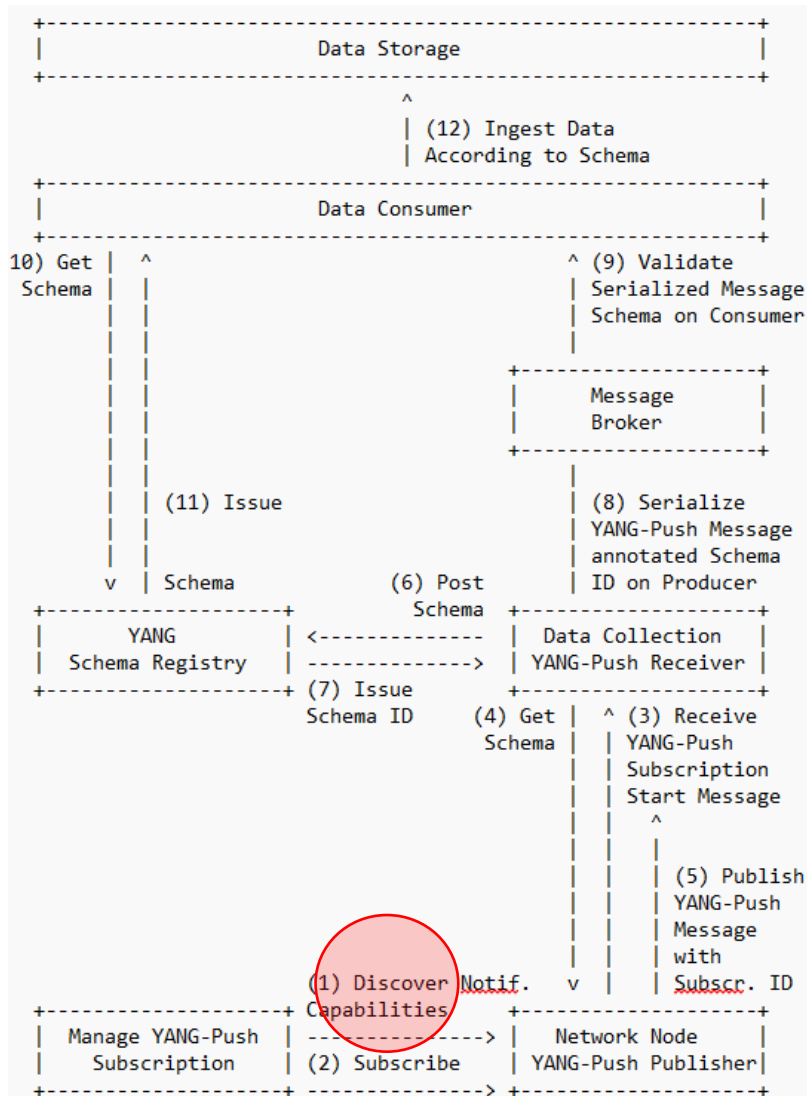 +-------------------------------------------------------------+
| Data Storage |
+-------------------------------------------------------------+
^
| (12) Ingest Data
| According to Schema
+-------------------------------------------------------------+
| Data Consumer |
+-------------------------------------------------------------+
10) Get | ^ ^ (9) Validate
Schema | | | Serialized Message
| | | Schema on Consumer
| | |
| | +--------------------+
| | | Message |
| | | Broker |
| | +--------------------+
| | |
| | (11) Issue | (8) Serialize
| | | YANG-Push Message
| | | annotated Schema
v | Schema (6) Post | ID on Producer
+--------------------+ Schema +--------------------+
| YANG | <-------------- | Data Collection |
| Schema Registry | --------------> | YANG-Push Receiver |
+--------------------+ (7) Issue +--------------------+
Schema ID (4) Get | ^ (3) Receive
Schema | | YANG-Push
| | Subscription
| | Start Message
| | ^
| | |
| | | (5) Publish
| | | YANG-Push
| | | Message
| | | with
(1) Discover Notif. v | | Subscr. ID
+--------------------+ Capabilities +--------------------+
| Manage YANG-Push | ---------------> | Network Node |
| Subscription | (2) Subscribe | YANG-Push Publisher|
+--------------------+ ---------------> +--------------------+